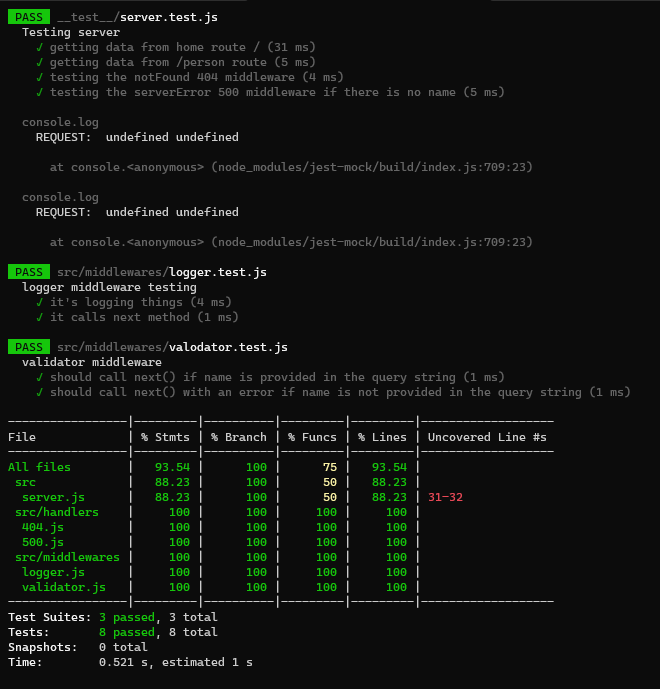 PASS __test__/server.test.js
Testing server
✓ getting data from home route / (31 ms)
✓ getting data from /person route (5 ms)
✓ testing the notFound 404 middleware (4 ms)
✓ testing the serverError 500 middleware if there is no name (5 ms)
console.log
REQUEST:  undefined undefined
at console.<anonymous> (node_modules/jest-mock/build/index.js:709:23)
console.log
REQUEST:  undefined undefined
at console.<anonymous> (node_modules/jest-mock/build/index.js:709:23)
PASS src/middlewares/logger.test.js
logger middleware testing
✓ it's logging things (4 ms)
✓ it calls next method (1 ms)
PASS src/middlewares/valodator.test.js
validator middleware
✓ should call next() if name is provided in the query string (1 ms)
✓ should call next() with an error if name is not provided in the query string (1 ms)
-----------------|---------|----------|---------|---------|-------------------
File             | % Stmts | % Branch | % Funcs | % Lines | Uncovered Line #s
-----------------|---------|----------|---------|---------|-------------------
All files        |   93.54 |      100 |      75 |   93.54 |
 src             |   88.23 |      100 |      50 |   88.23 |
  server.js      |   88.23 |      100 |      50 |   88.23 | 31-32
 src/handlers    |     100 |      100 |     100 |     100 |
  404.js         |     100 |      100 |     100 |     100 |
  500.js         |     100 |      100 |     100 |     100 |
 src/middlewares |     100 |      100 |     100 |     100 |
  logger.js      |     100 |      100 |     100 |     100 |
  validator.js   |     100 |      100 |     100 |     100 |
-----------------|---------|----------|---------|---------|-------------------
Test Suites: 3 passed, 3 total
Tests:       8 passed, 8 total
Snapshots:   0 total
Time:        0.521 s, estimated 1 s